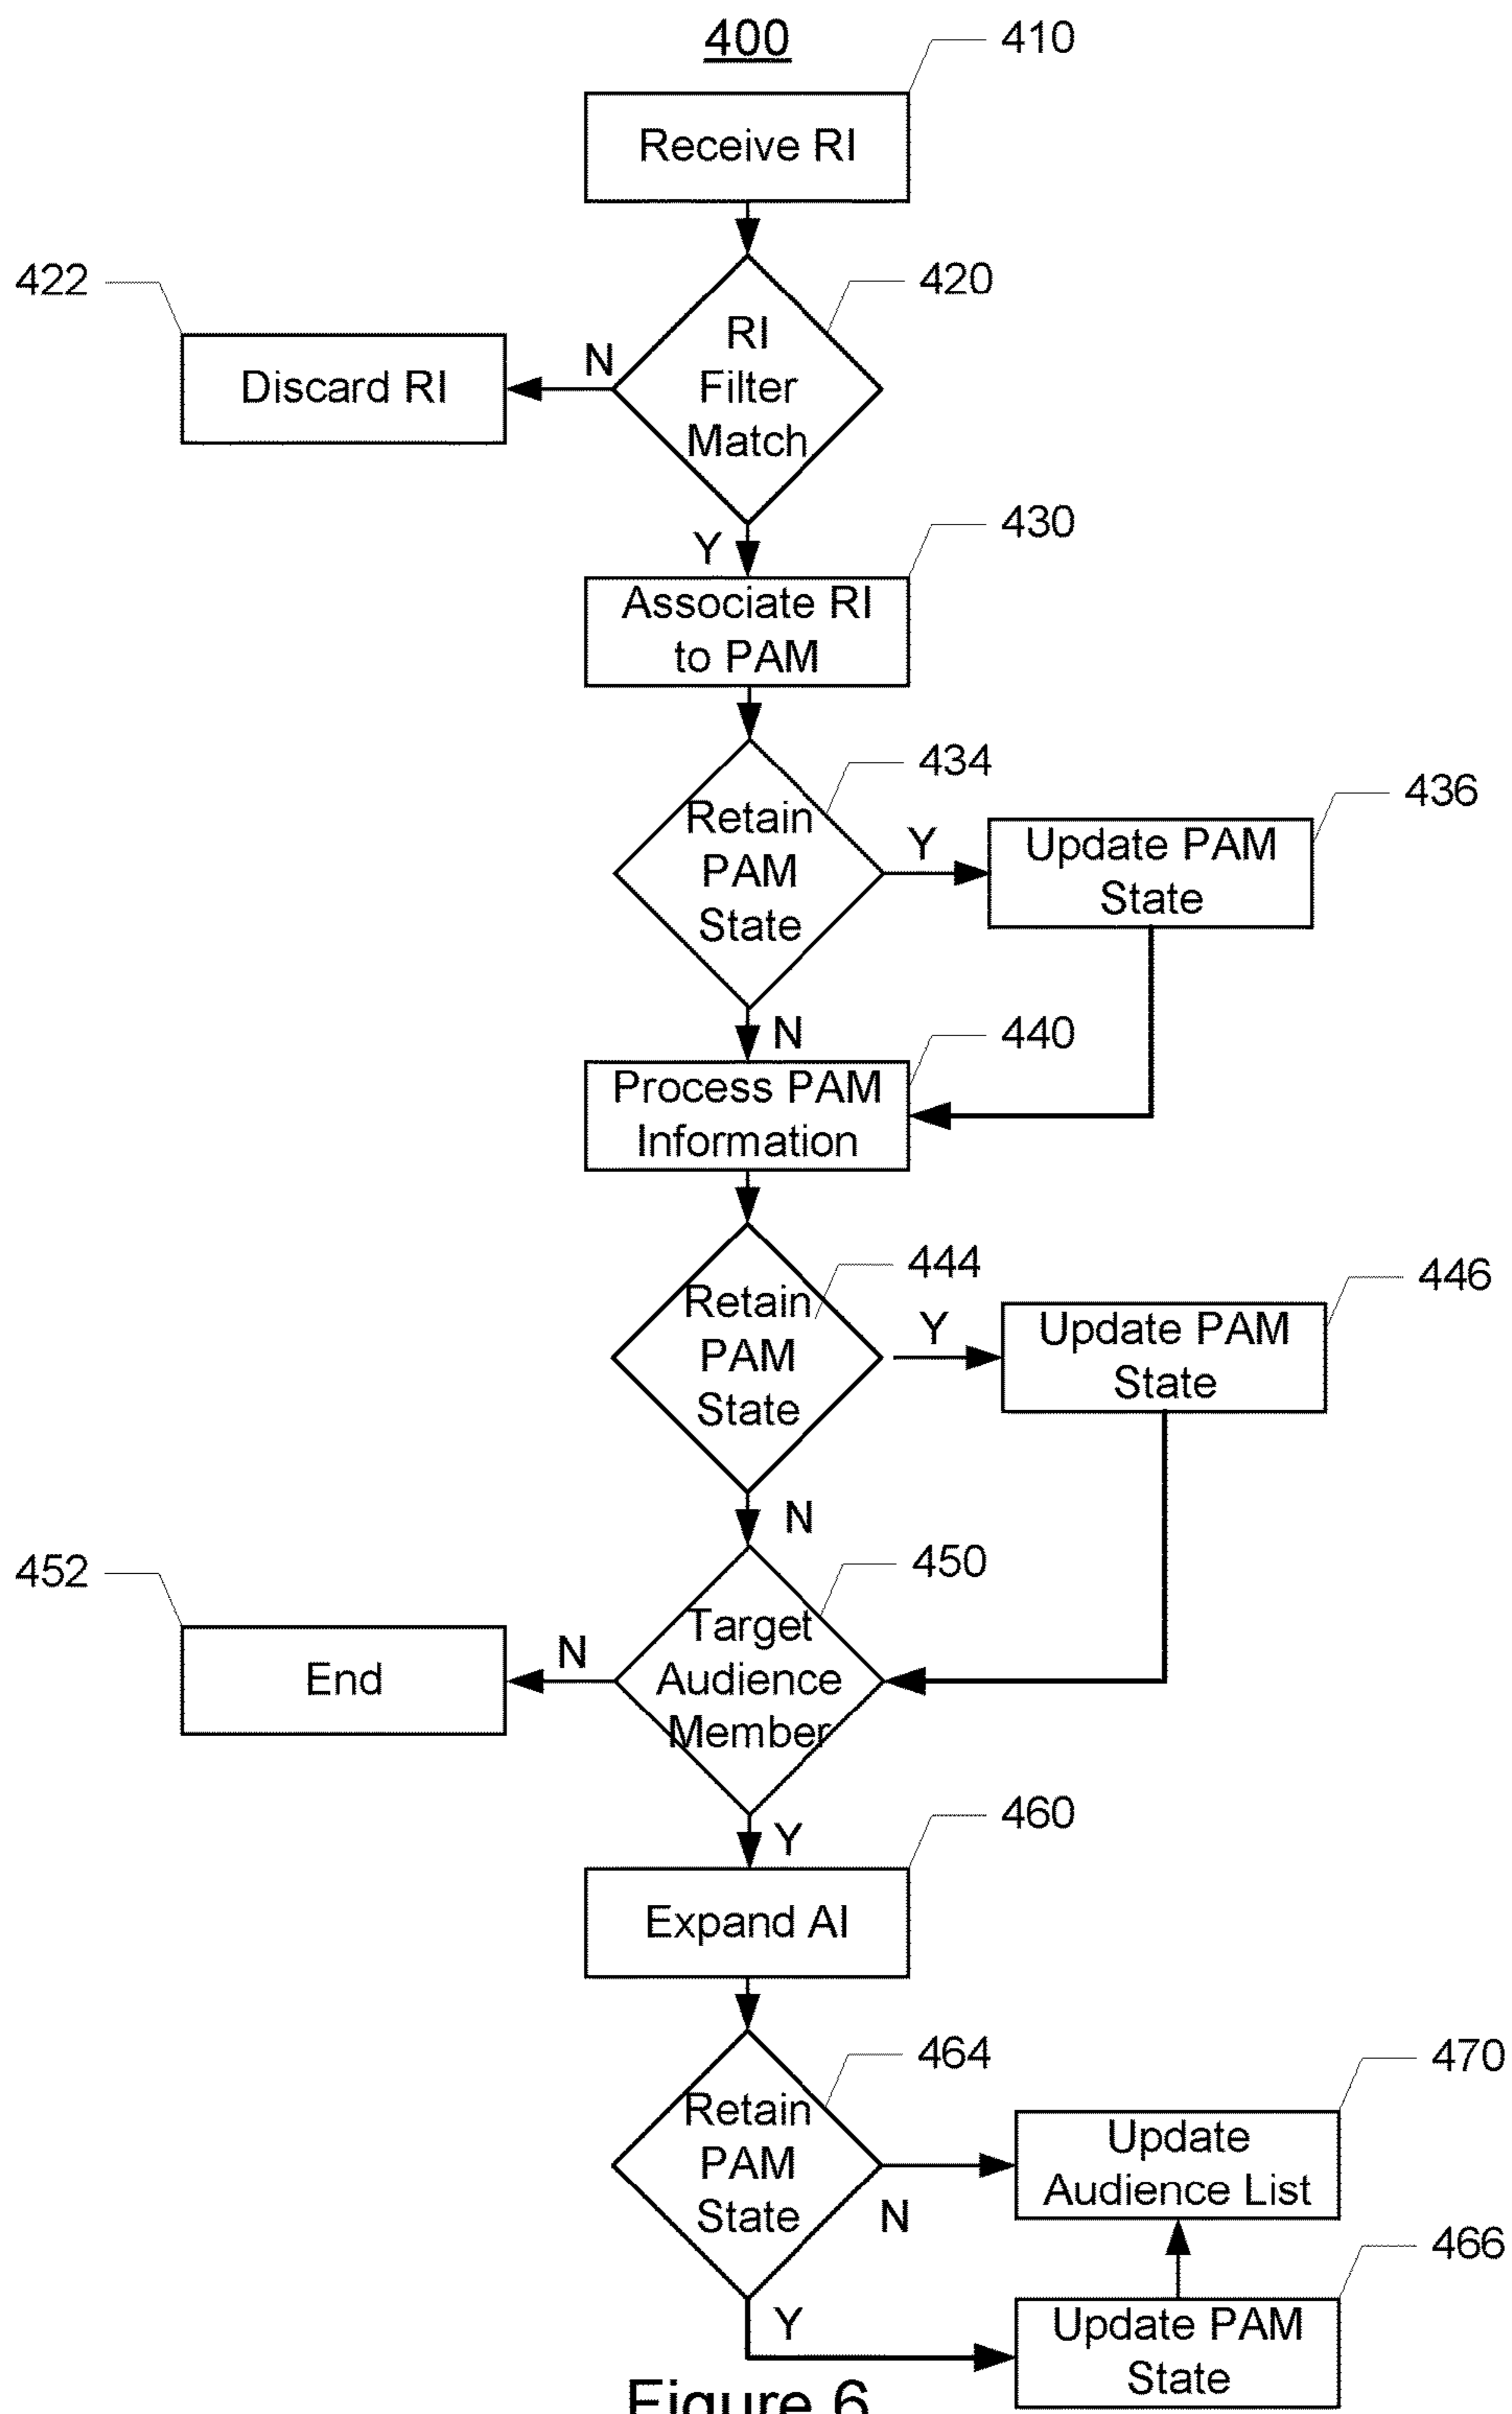 400
410
Receive RI
422
420
RI
Filter
Match
N
Discard RI
Y
430
Associate RI
to PAM
434
436
Retain
PAM
State
Y
Update PAM
State
N
440
Process PAM
Information
444
446
Retain
PAM
State
Y
Update PAM
State
N
452
450
Target
Audience
Member
N
End
Y
460
Expand AI
464
470
Retain
PAM
State
N
Update
Audience List
466
Y
Update PAM
State
Figure 6